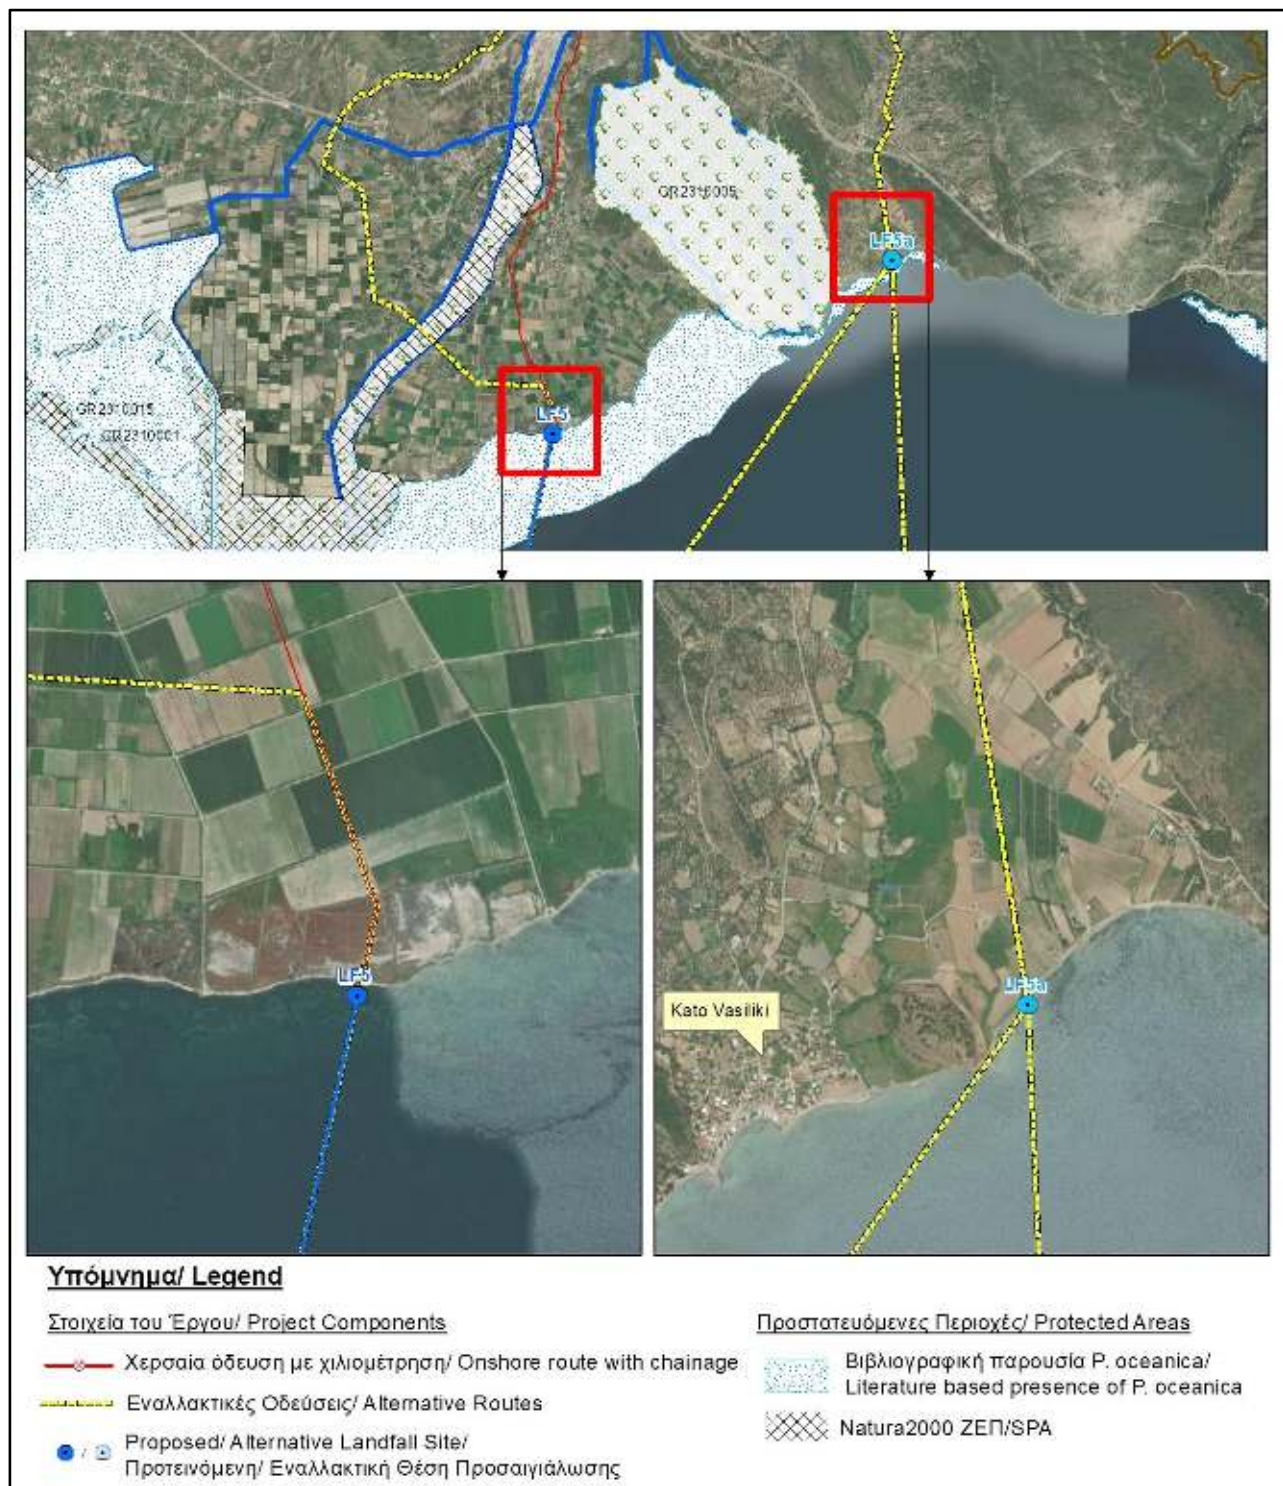 GR2310005
LF5a
GR2310015
GR2310001
LF5
LF5
LF5a
Kato Vasiliki
Υπόμνημα/ Legend
Στοιχεία του Έργου/ Project Components
Χερσαία όδευση με χιλιομέτρηση/ Onshore route with chainage
Εναλλακτικές Οδεύσεις/ Alternative Routes
Proposed/ Alternative Landfall Site/
Προτεινόμενη/ Εναλλακτική Θέση Προσαιγιάλωσης
Προστατευόμενες Περιοχές/ Protected Areas
Βιβλιογραφική παρουσία P. oceanica/
Literature based presence of P. oceanica
Natura2000 ΖΕΠ/SPA